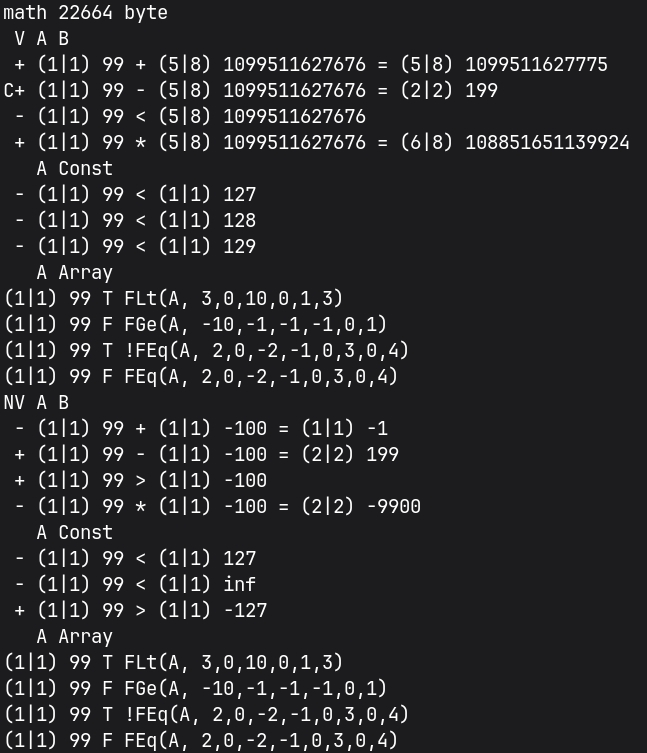 math 22664 byte
V A B
+ (1|1) 99 + (5|8) 1099511627676 = (5|8) 1099511627775
C+ (1|1) 99 - (5|8) 1099511627676 = (2|2) 199
- (1|1) 99 < (5|8) 1099511627676
+ (1|1) 99 * (5|8) 1099511627676 = (6|8) 108851651139924
A Const
- (1|1) 99 < (1|1) 127
- (1|1) 99 < (1|1) 128
- (1|1) 99 < (1|1) 129
A Array
(1|1) 99 T FLt(A, 3,0,10,0,1,3)
(1|1) 99 F FGe(A, -10,-1,-1,-1,0,1)
(1|1) 99 T !FEq(A, 2,0,-2,-1,0,3,0,4)
(1|1) 99 F FEq(A, 2,0,-2,-1,0,3,0,4)
NV A B
- (1|1) 99 + (1|1) -100 = (1|1) -1
+ (1|1) 99 - (1|1) -100 = (2|2) 199
+ (1|1) 99 > (1|1) -100
- (1|1) 99 * (1|1) -100 = (2|2) -9900
A Const
- (1|1) 99 < (1|1) 127
- (1|1) 99 < (1|1) inf
+ (1|1) 99 > (1|1) -127
A Array
(1|1) 99 T FLt(A, 3,0,10,0,1,3)
(1|1) 99 F FGe(A, -10,-1,-1,-1,0,1)
(1|1) 99 T !FEq(A, 2,0,-2,-1,0,3,0,4)
(1|1) 99 F FEq(A, 2,0,-2,-1,0,3,0,4)